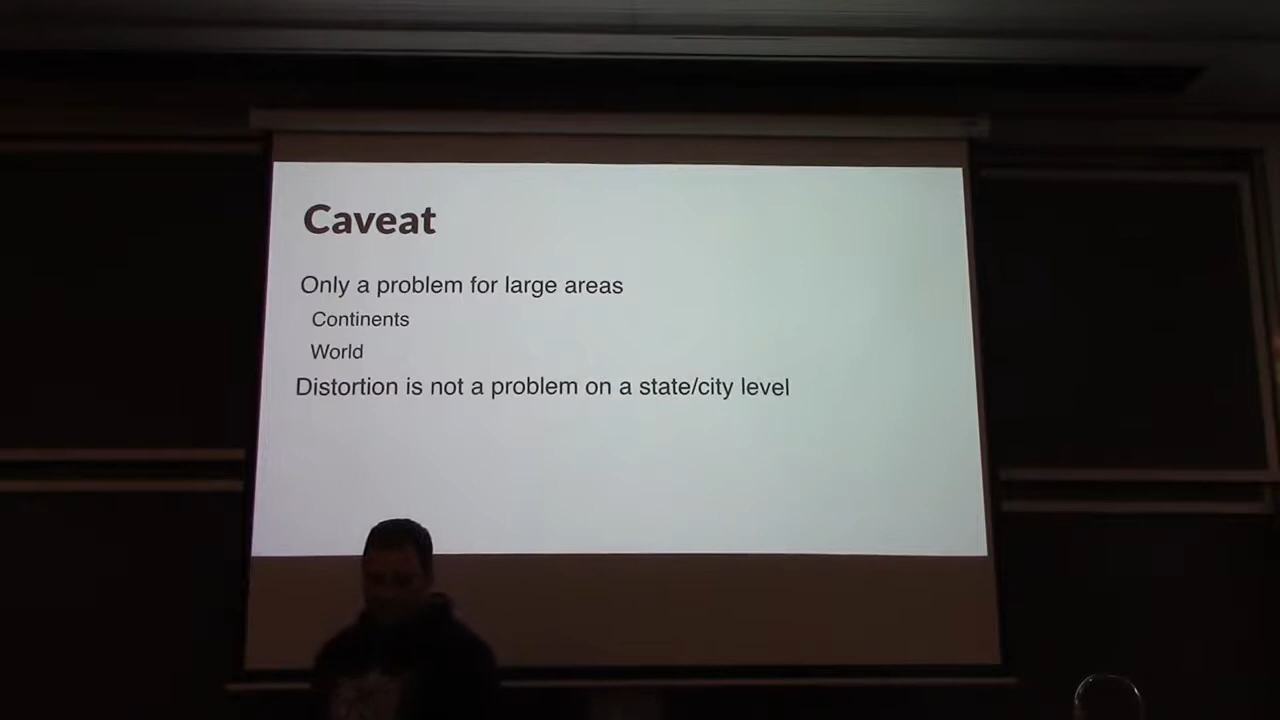 Caveat
Only a problem for large areas
Continents
World
Distortion is not a problem on a state/city level